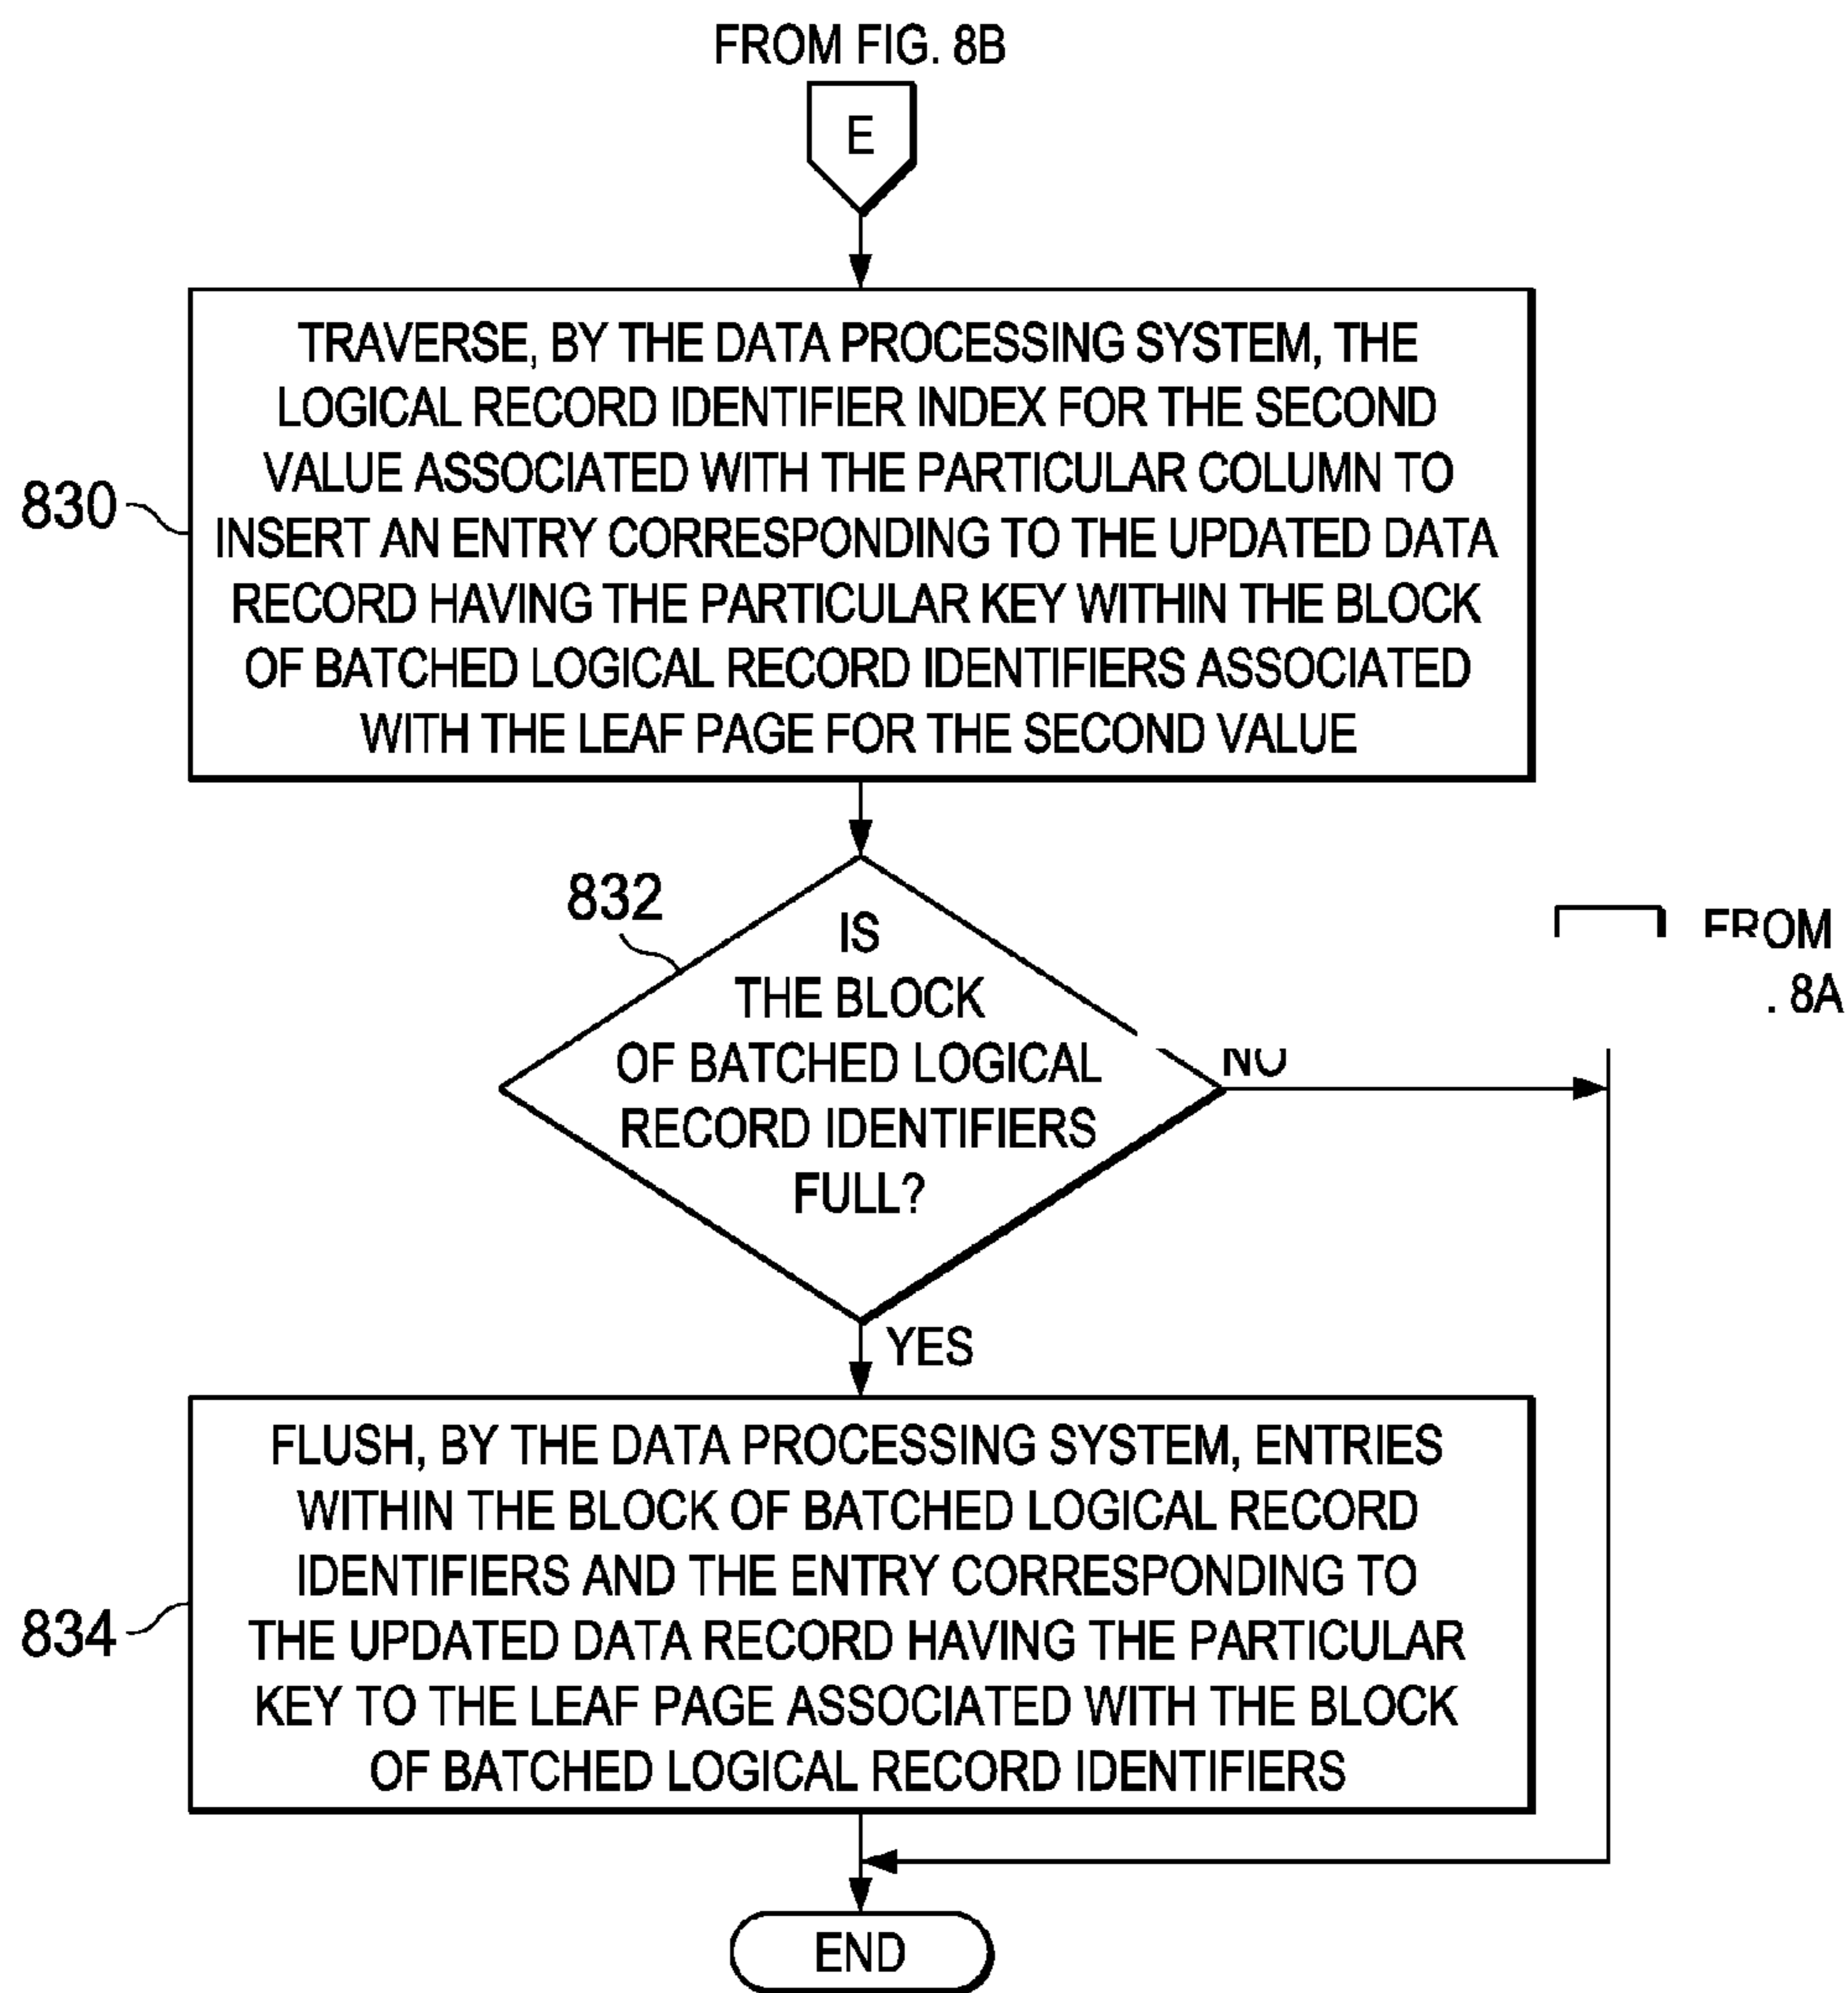 FROM FIG. 8B
E
830
TRAVERSE, BY THE DATA PROCESSING SYSTEM, THE
LOGICAL RECORD IDENTIFIER INDEX FOR THE SECOND
VALUE ASSOCIATED WITH THE PARTICULAR COLUMN TO
INSERT AN ENTRY CORRESPONDING TO THE UPDATED DATA
RECORD HAVING THE PARTICULAR KEY WITHIN THE BLOCK
OF BATCHED LOGICAL RECORD IDENTIFIERS ASSOCIATED
WITH THE LEAF PAGE FOR THE SECOND VALUE
832
IS
THE BLOCK
OF BATCHED LOGICAL
RECORD IDENTIFIERS
FULL?
FROM
. 8A
NO
YES
834
FLUSH, BY THE DATA PROCESSING SYSTEM, ENTRIES
WITHIN THE BLOCK OF BATCHED LOGICAL RECORD
IDENTIFIERS AND THE ENTRY CORRESPONDING TO
THE UPDATED DATA RECORD HAVING THE PARTICULAR
KEY TO THE LEAF PAGE ASSOCIATED WITH THE BLOCK
OF BATCHED LOGICAL RECORD IDENTIFIERS
END